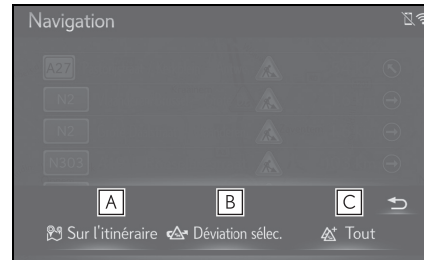 Navigation
A27
N2
N2
N303
A B C
Sur l'itinéraire Déviation sélec. Tout